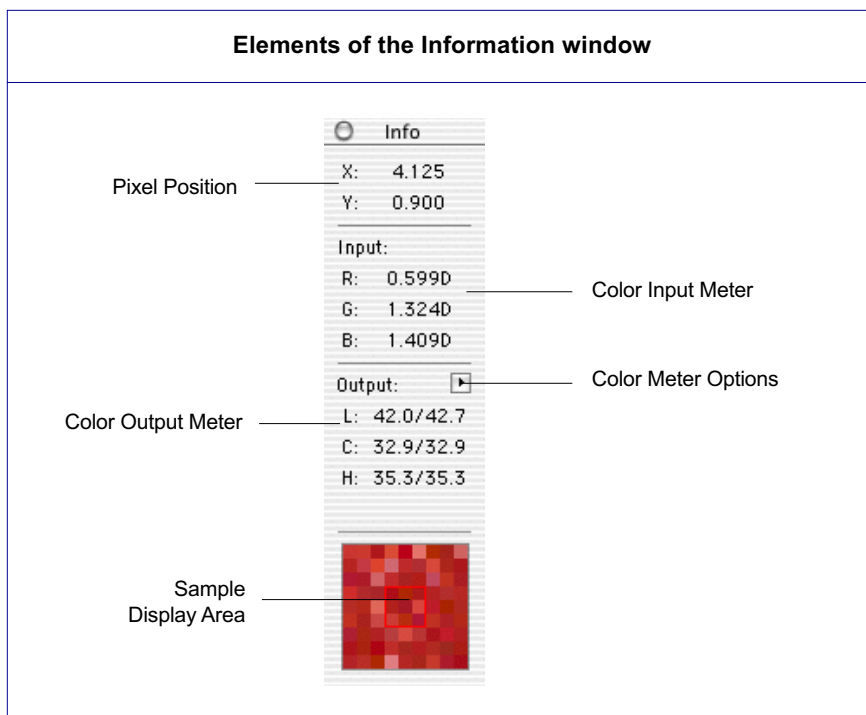 Elements of the Information window
Info
Pixel Position
X: 4.125
Y: 0.900
Input:
R: 0.599D
Color Input Meter
G: 1.324D
B: 1.409D
Output:
Color Meter Options
Color Output Meter
L: 42.0/42.7
C: 32.9/32.9
H: 35.3/35.3
Sample
Display Area